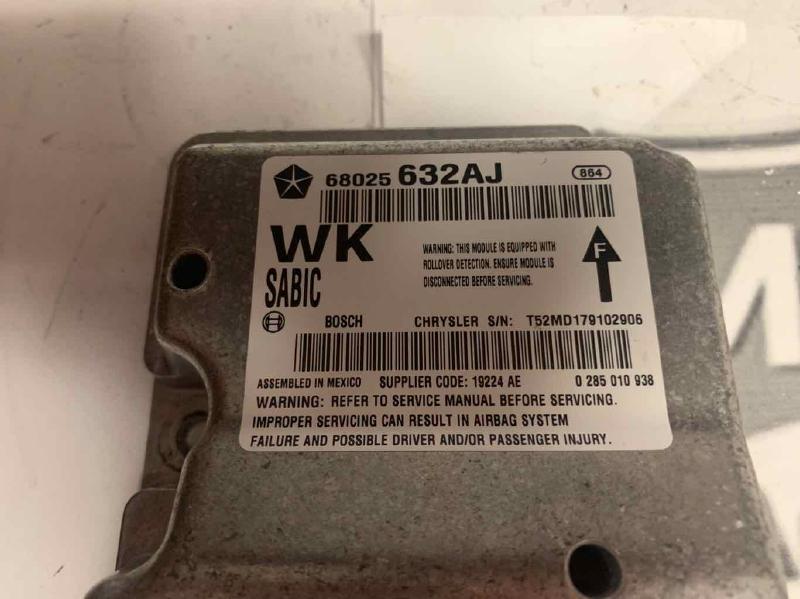 68025 632AJ 864
WK
SABIC
WARNING: THIS MODULE IS EQUIPPED WITH
ROLLOVER DETECTION. ENSURE MODULE IS
DISCONNECTED BEFORE SERVICING.
F
BOSCH CHRYSLER S/N: T52MD179102906
ASSEMBLED IN MEXICO SUPPLIER CODE: 19224 AE 0 285 010 938
WARNING: REFER TO SERVICE MANUAL BEFORE SERVICING.
IMPROPER SERVICING CAN RESULT IN AIRBAG SYSTEM
FAILURE AND POSSIBLE DRIVER AND/OR PASSENGER INJURY.